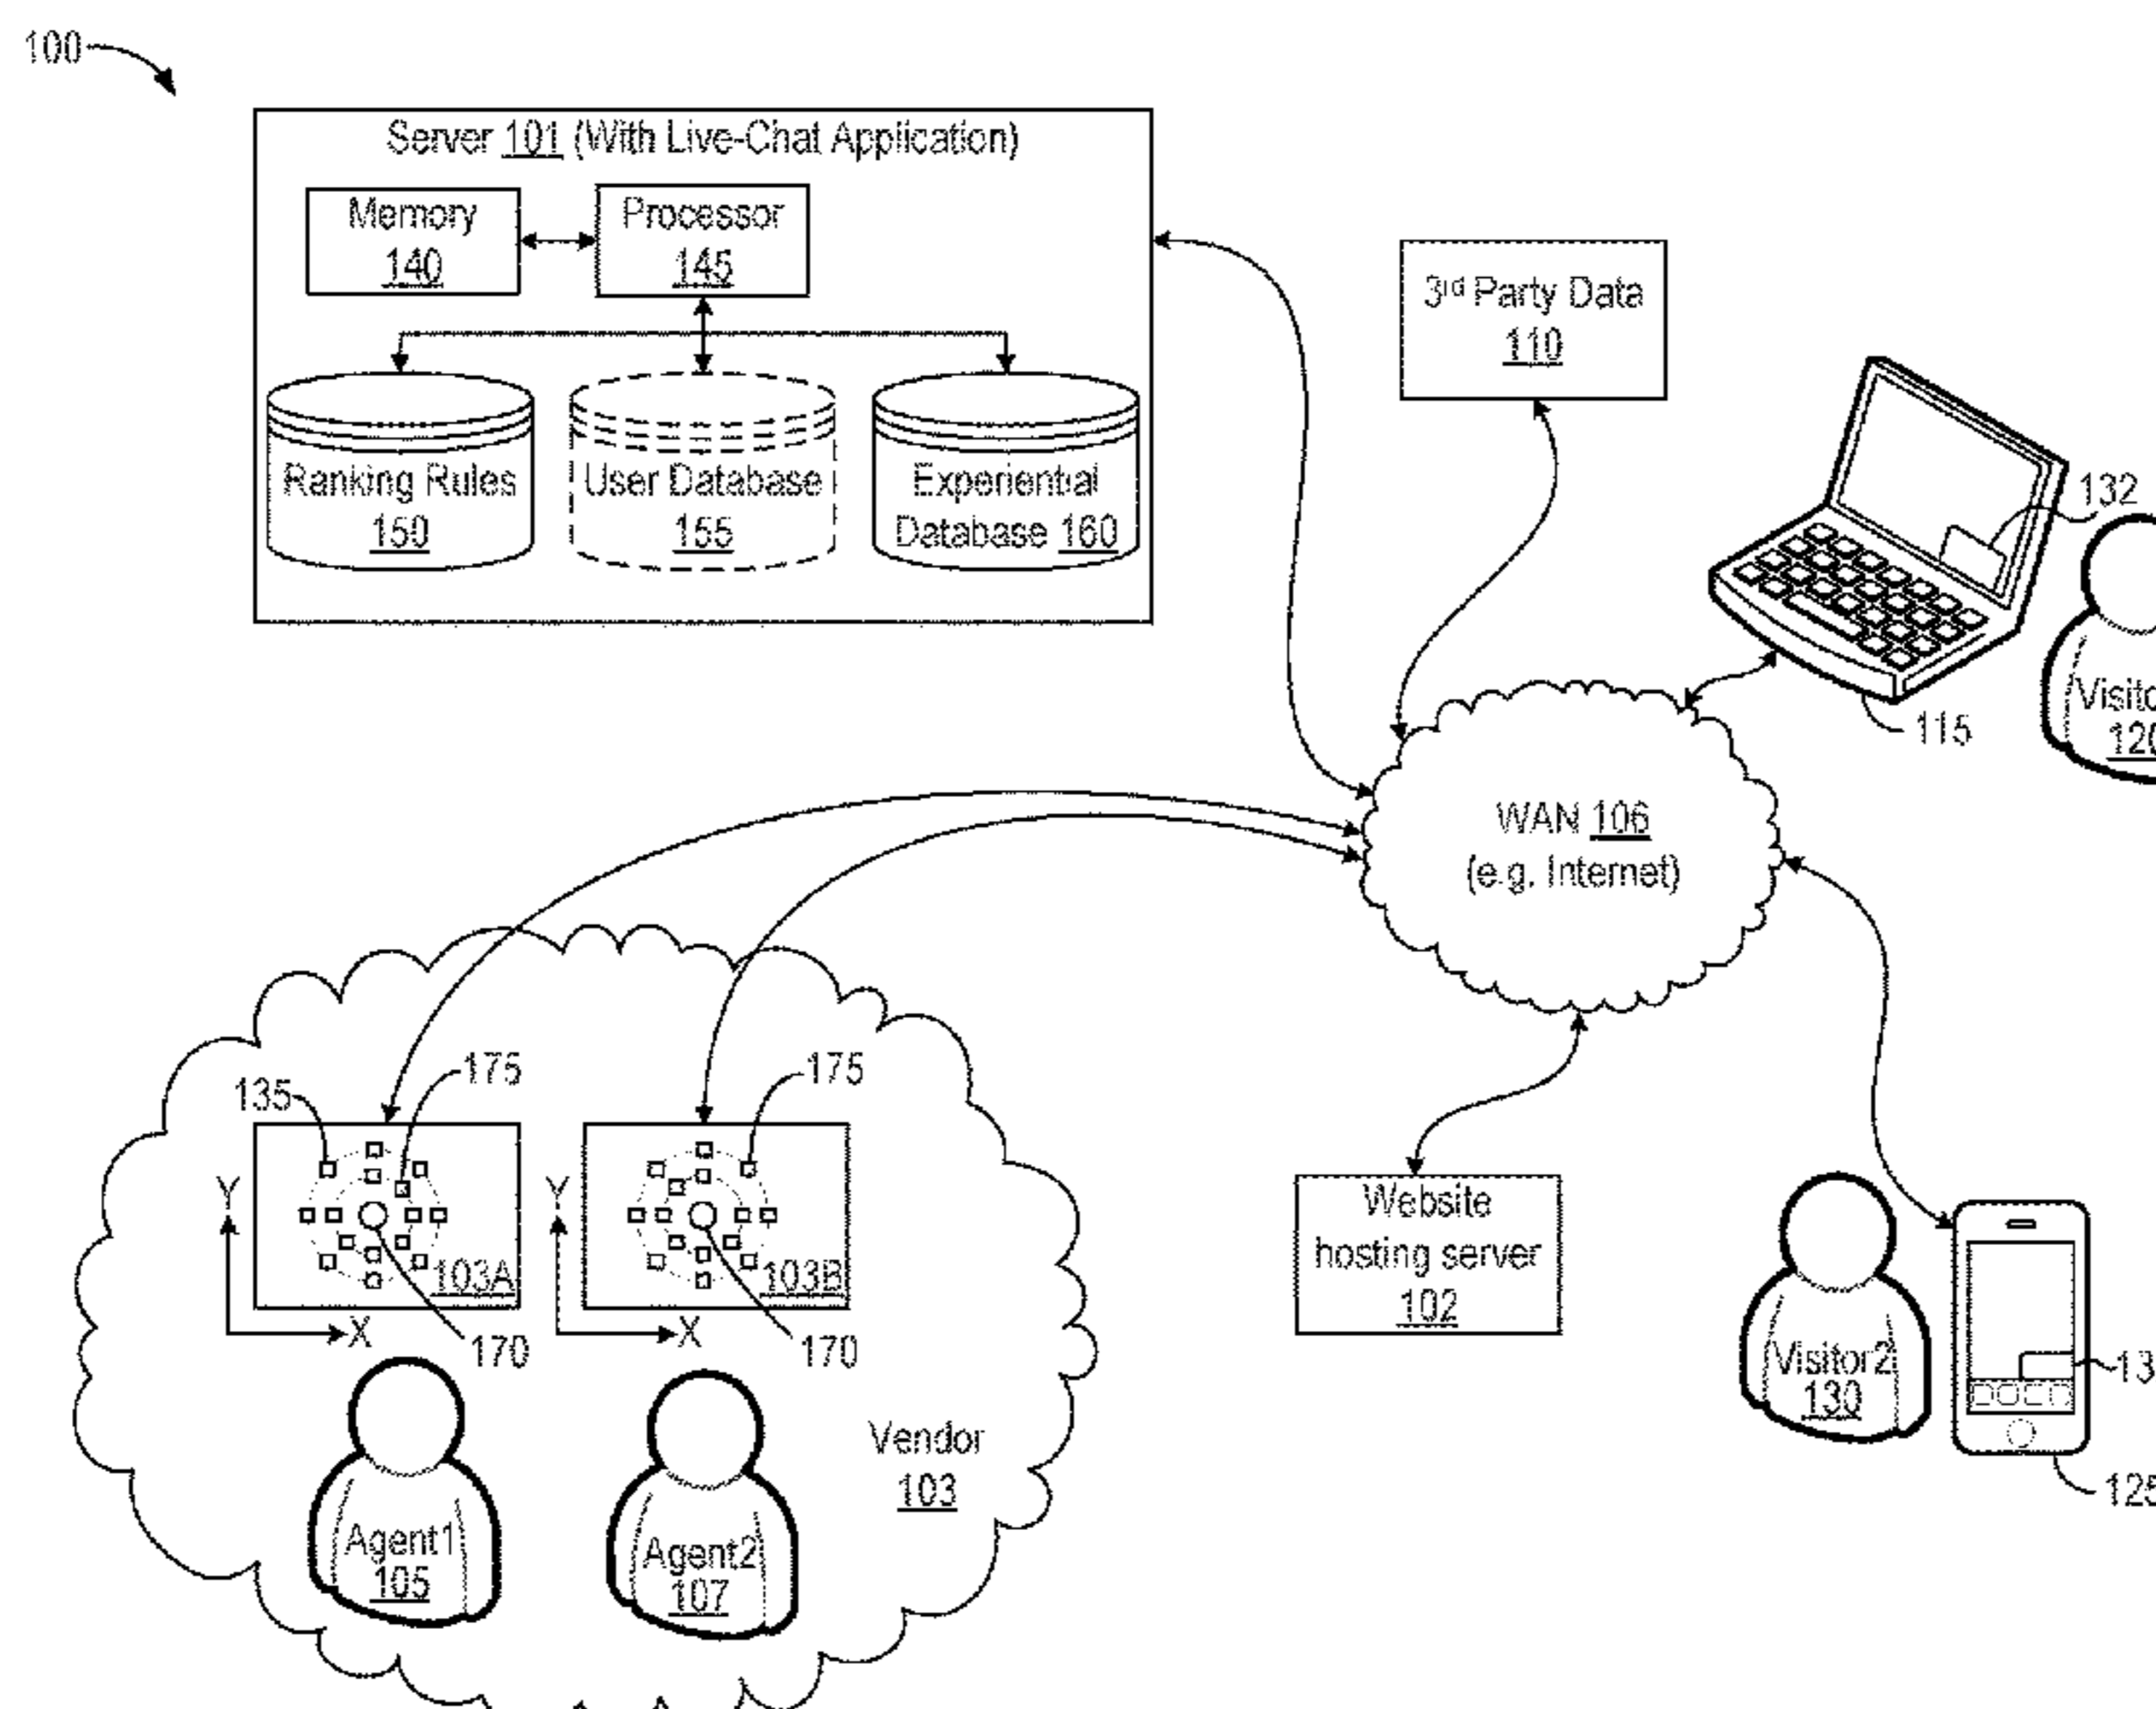 100
Server 101 (With Live-Chat Application)
Memory
140
Processor
145
Ranking Rules
150
User Database
155
Experiential
Database 160
3rd Party Data
110
132
115
120
WAN 106
(e.g. Internet)
135
175
175
Y
103A
X
170
Y
103B
X
170
Website
hosting server
102
Visitor2
130
125
Agent1
105
Agent2
107
Vendor
103